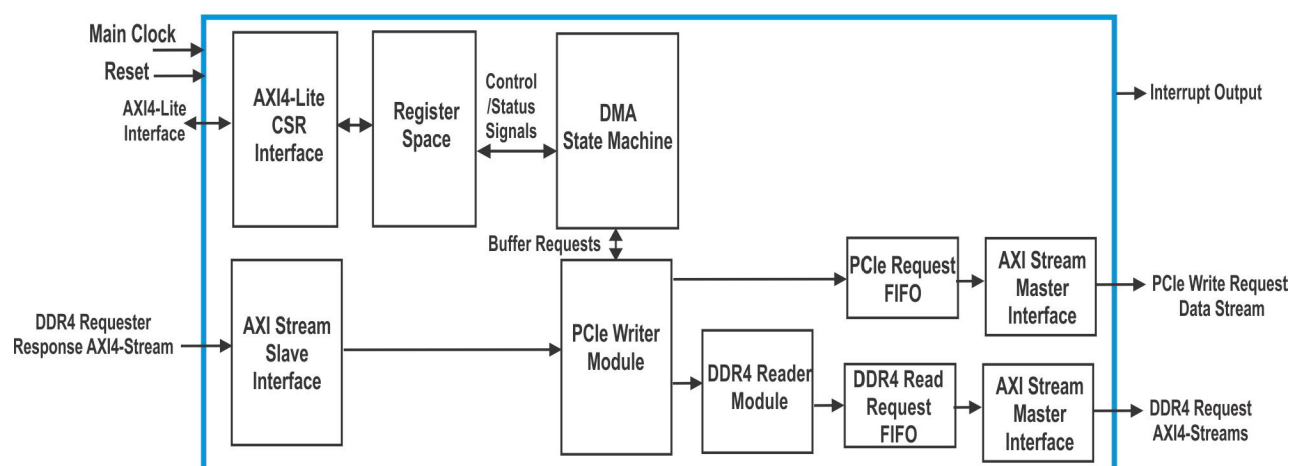 Main Clock
Reset
AXI4-Lite
Interface
AXI4-Lite
CSR
Interface
Register
Space
Control
/Status
Signals
DMA
State Machine
Interrupt Output
Buffer Requests
DDR4 Requester
Response AXI4-Stream
AXI Stream
Slave
Interface
PCIe Writer
Module
PCIe Request
FIFO
AXI Stream
Master
Interface
PCIe Write Request
Data Stream
DDR4 Reader
Module
DDR4 Read
Request
FIFO
AXI Stream
Master
Interface
DDR4 Request
AXI4-Streams